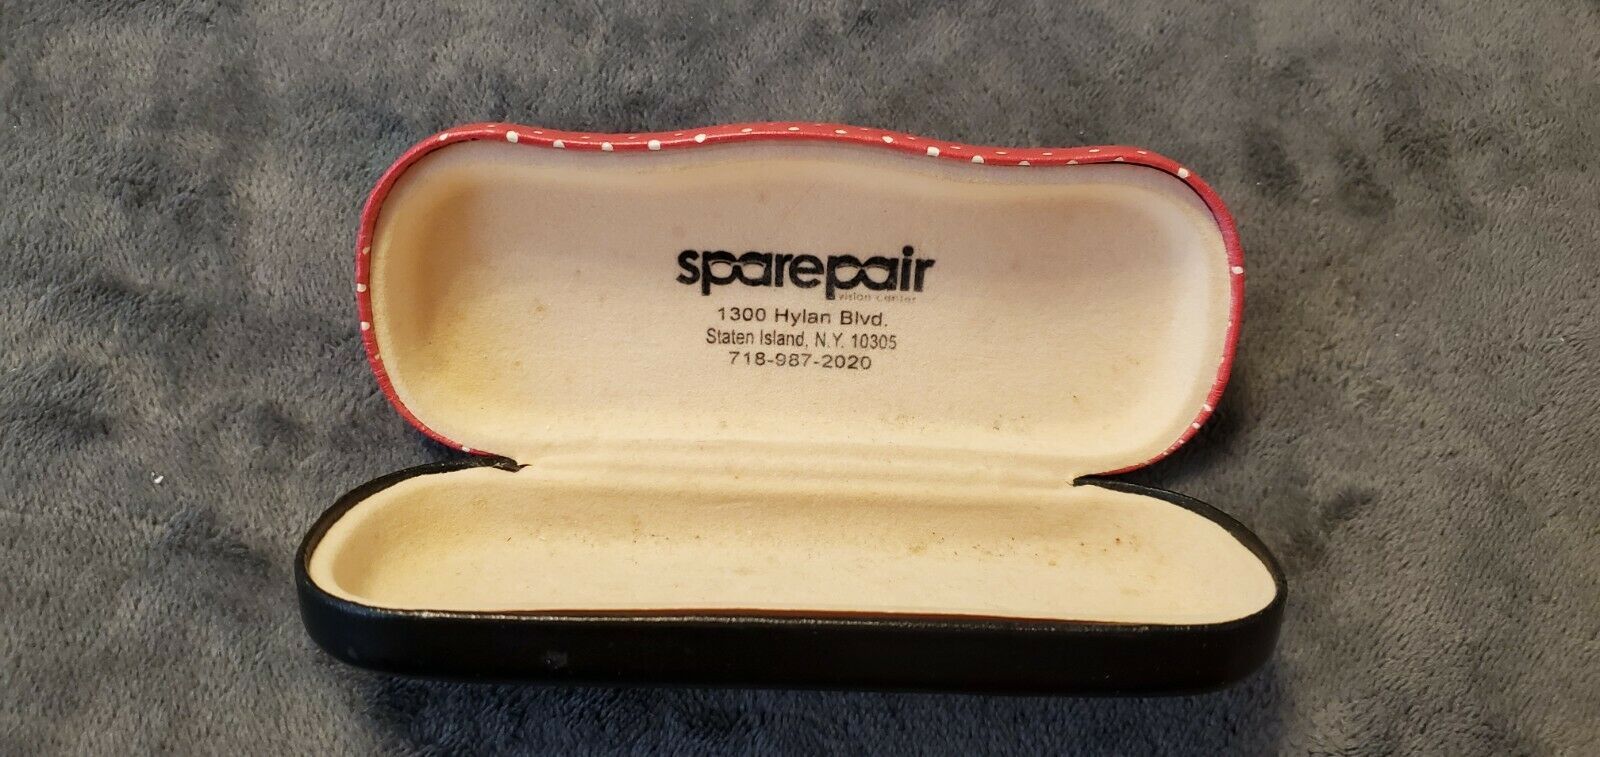 sparepair
vision center
1300 Hylan Blvd.
Staten Island, N.Y. 10305
718-987-2020